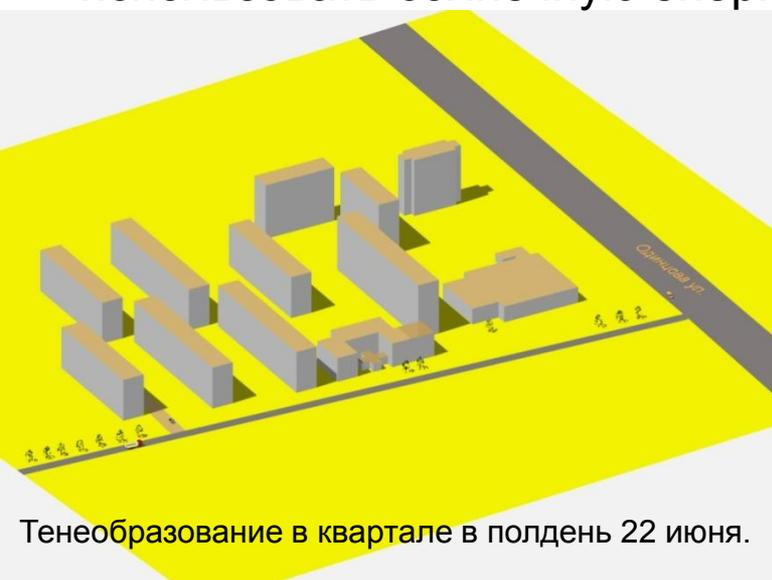 Одинцова ул.
Тенеобразование в квартале в полдень 22 июня.